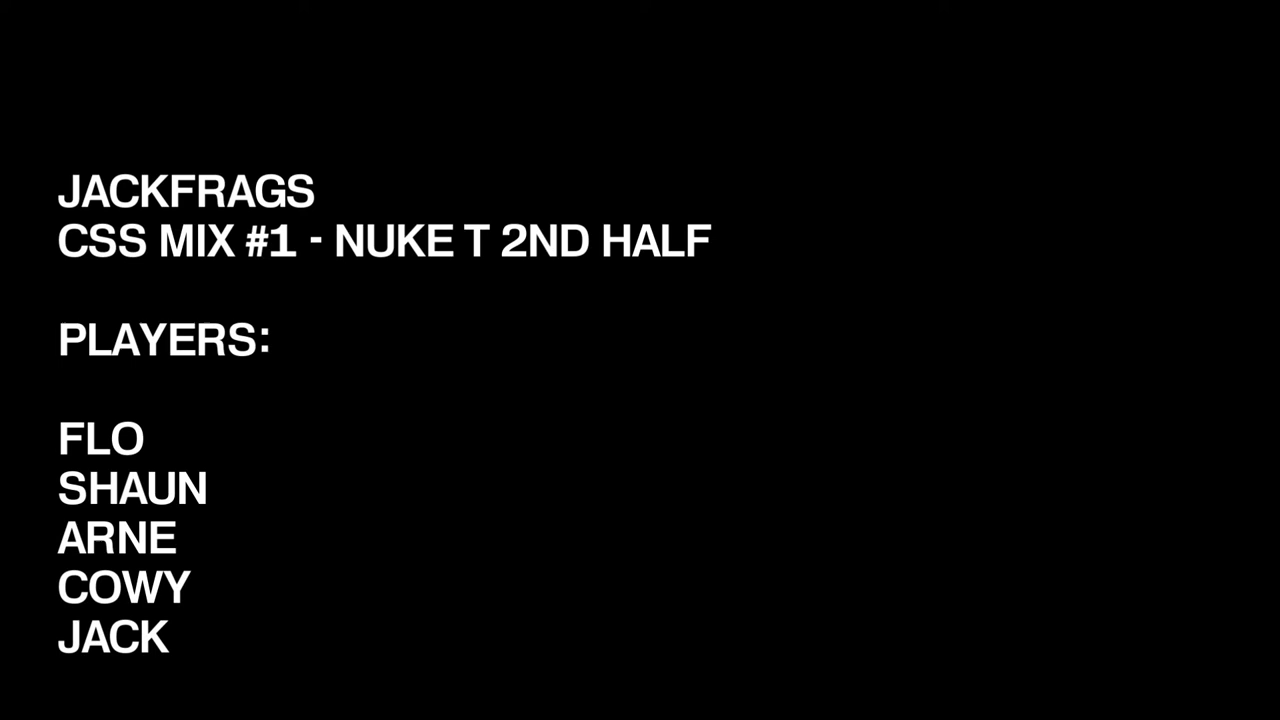 JACKFRAGS
CSS MIX #1 - NUKE T 2ND HALF
PLAYERS:
FLO
SHAUN
ARNE
COWY
JACK